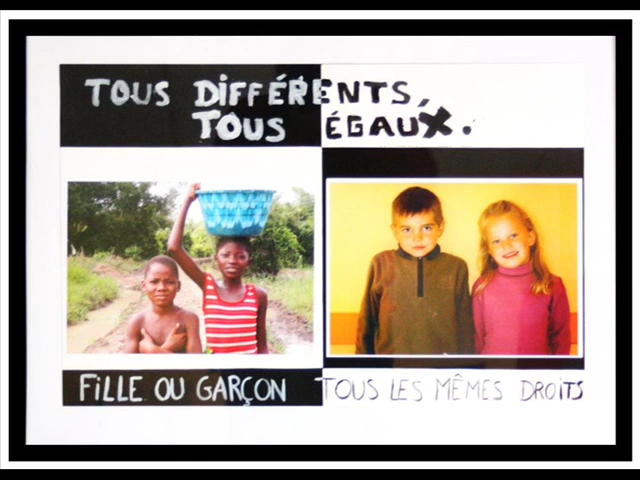 TOUS DIFFÉRENTS,
TOUS ÉGAUX.
FILLE OU GARÇON TOUS LES MÊMES DROITS